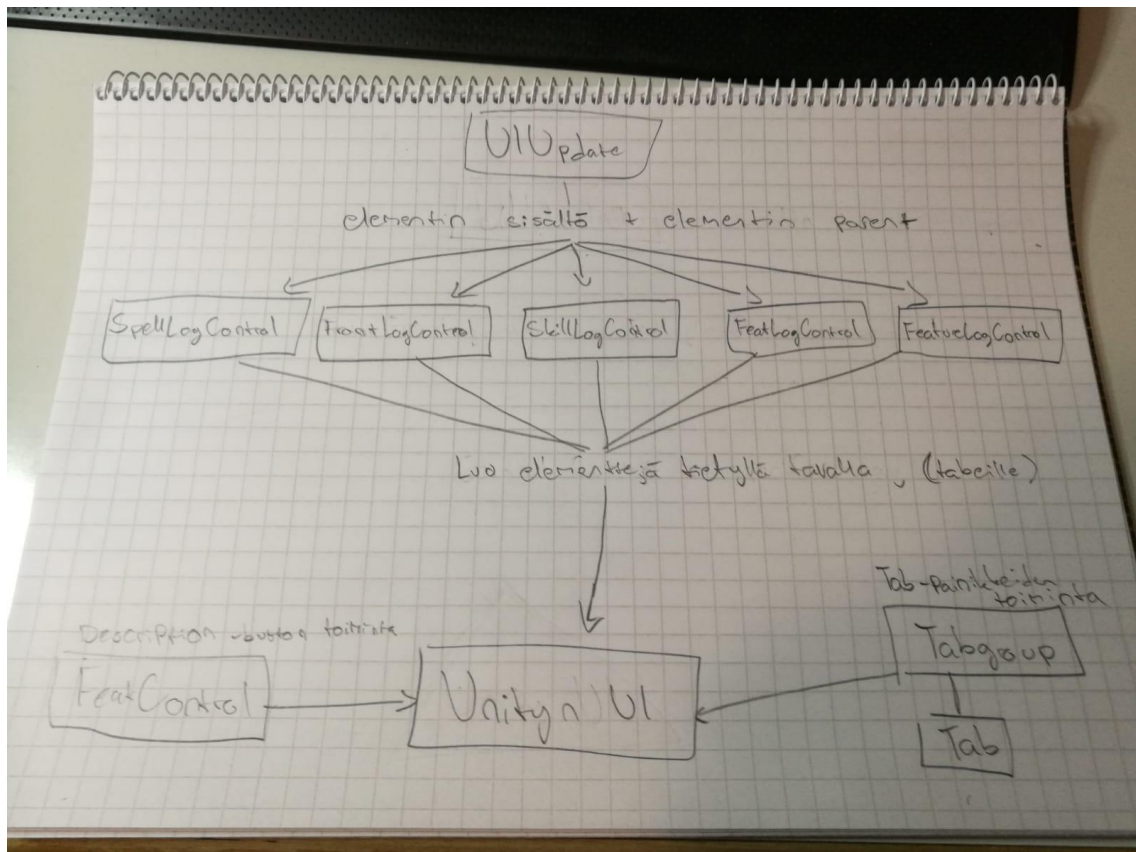 UIUpdate
elementin sisältö + elementin parent
SpellLogControl
FrontLogControl
SkillLogControl
FeatLogControl
FeatureLogControl
Luo elementtejä tietyllä tavalla, (tabeille)
Tab-painikkeiden
toiminta
Description -button toiminta
Tabgroup
FeatControl
Unityn UI
Tab